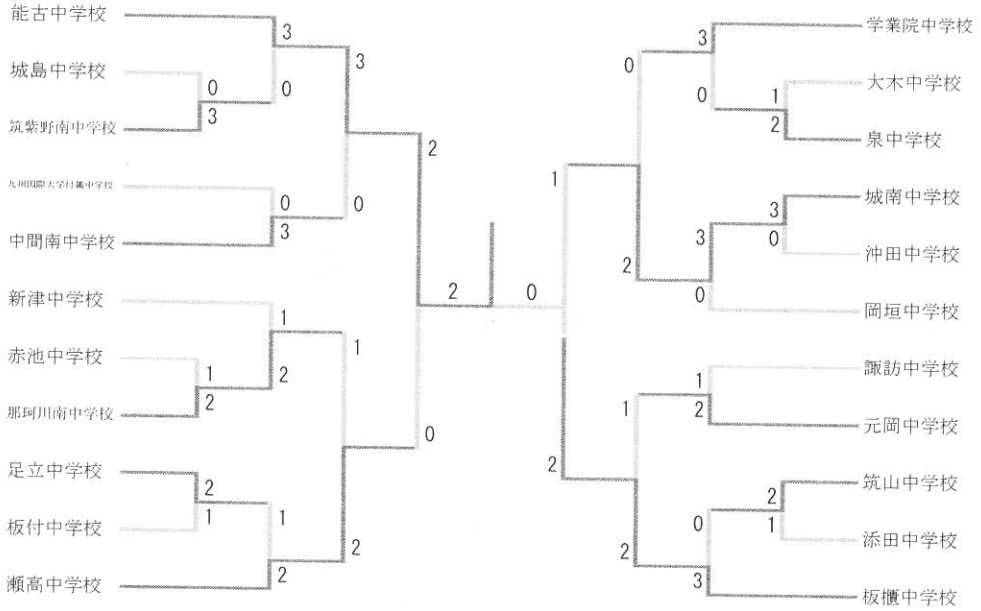 能古中学校
城島中学校
筑紫野南中学校
九州国際大学付属中学校
中間南中学校
新津中学校
赤池中学校
那珂川南中学校
足立中学校
板付中学校
瀬高中学校
3
0
3
0
3
0
0
3
0
1
2
1
2
1
2
1
1
2
2
0
2
0
1
2
0
2
3
0
1
2
3
0
3
0
1
1
2
2
1
0
3
2
学業院中学校
大木中学校
泉中学校
城南中学校
沖田中学校
岡垣中学校
諏訪中学校
元岡中学校
筑山中学校
添田中学校
板櫃中学校